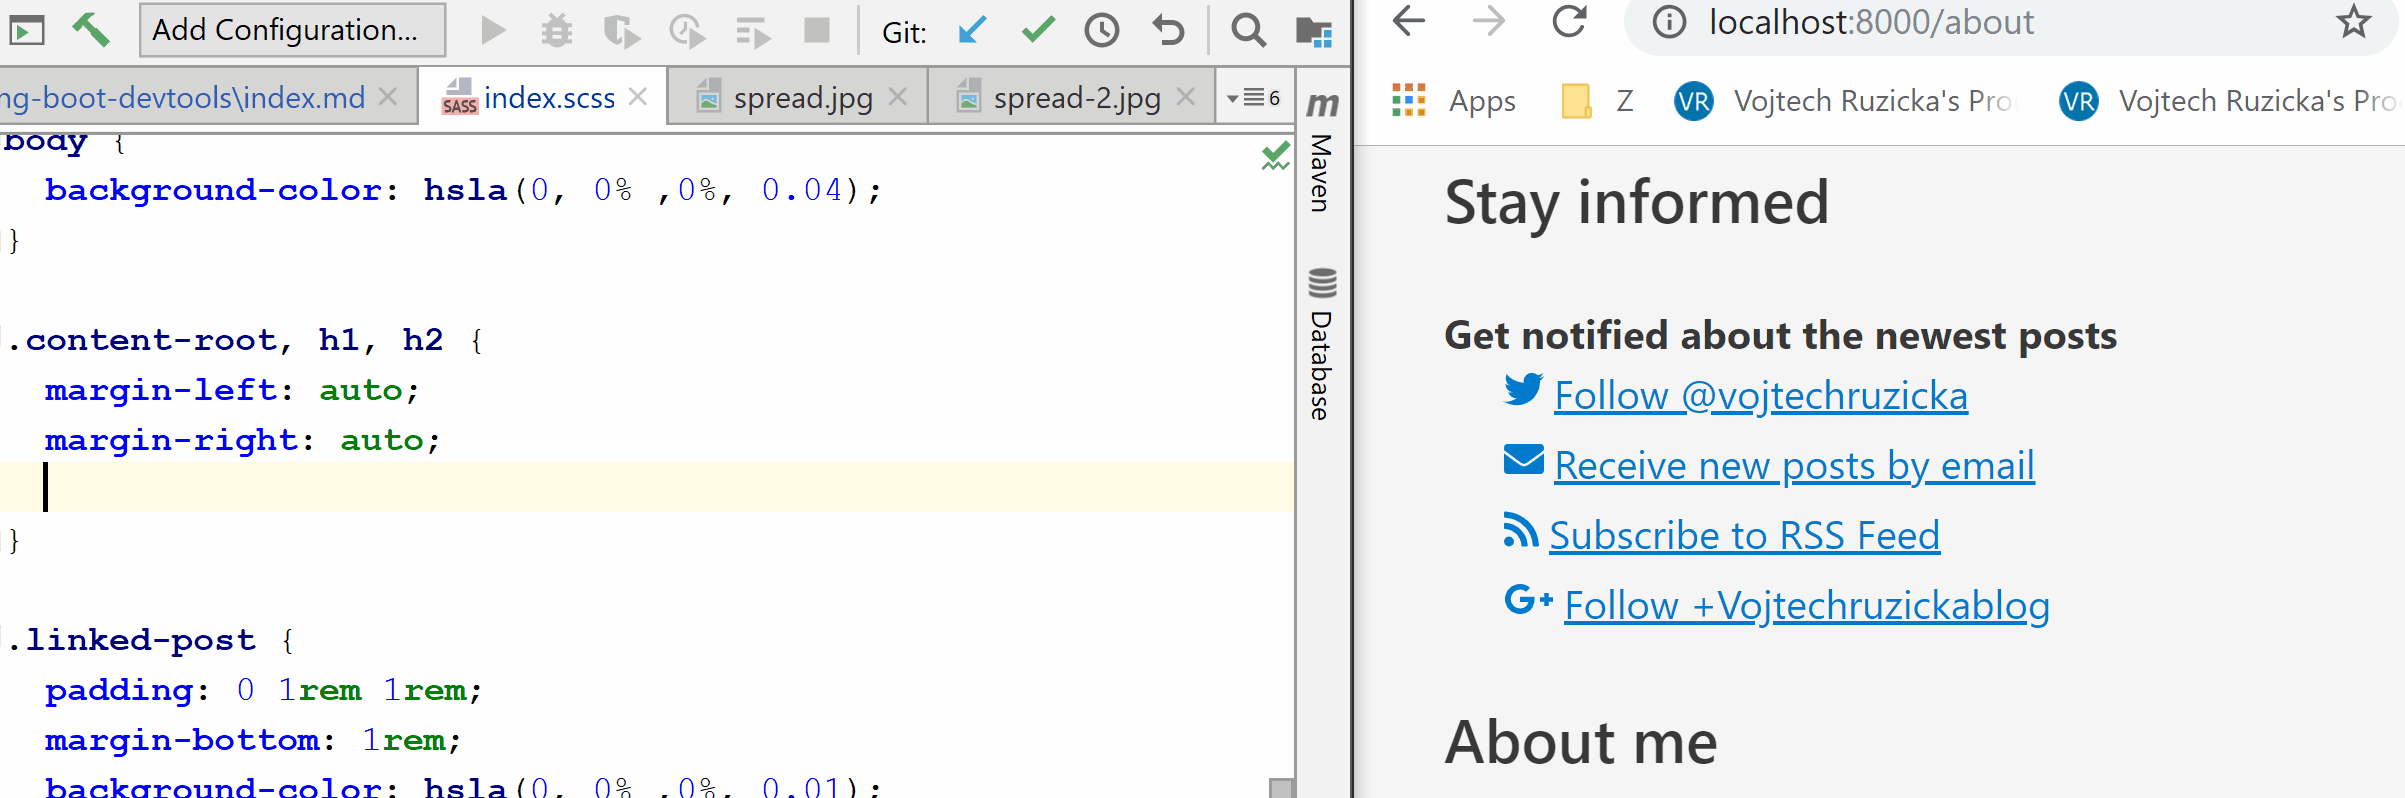 Add Configuration...
Git:
ng-boot-devtools\index.md
SASS
index.scss
spread.jpg
spread-2.jpg
6
body {
background-color: hsla(0, 0% ,0%, 0.04);
}
.content-root, h1, h2 {
margin-left: auto;
margin-right: auto;
}
.linked-post {
padding: 0 1rem 1rem;
margin-bottom: 1rem;
background-color: hsla(0, 0% ,0%, 0.01);
m
Maven
Database
localhost:8000/about
Apps
Z
VR Vojtech Ruzicka's Pro
VR Vojtech Ruzicka's Pro
Stay informed
Get notified about the newest posts
Follow @vojtechruzicka
Receive new posts by email
Subscribe to RSS Feed
G+ Follow +Vojtechruzickablog
About me